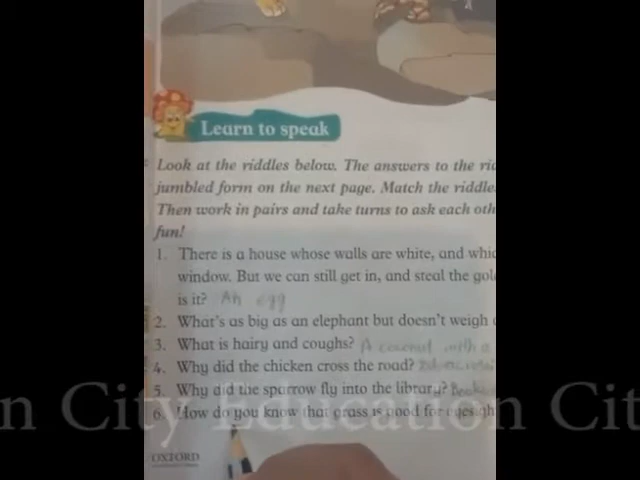 Learn to speak
Look at the riddles below. The answers to the rid
jumbled form on the next page. Match the riddle
Then work in pairs and take turns to ask each oth
fun!
1. There is a house whose walls are white, and whic
window. But we can still get in, and steal the gol
is it? An egg
2. What's as big as an elephant but doesn't weigh
3. What is hairy and coughs? A coconut with a
4. Why did the chicken cross the road?
5. Why did the sparrow fly into the library?
6. How do you know that grass is good for eyesigh
n City Education Cit
OXFORD